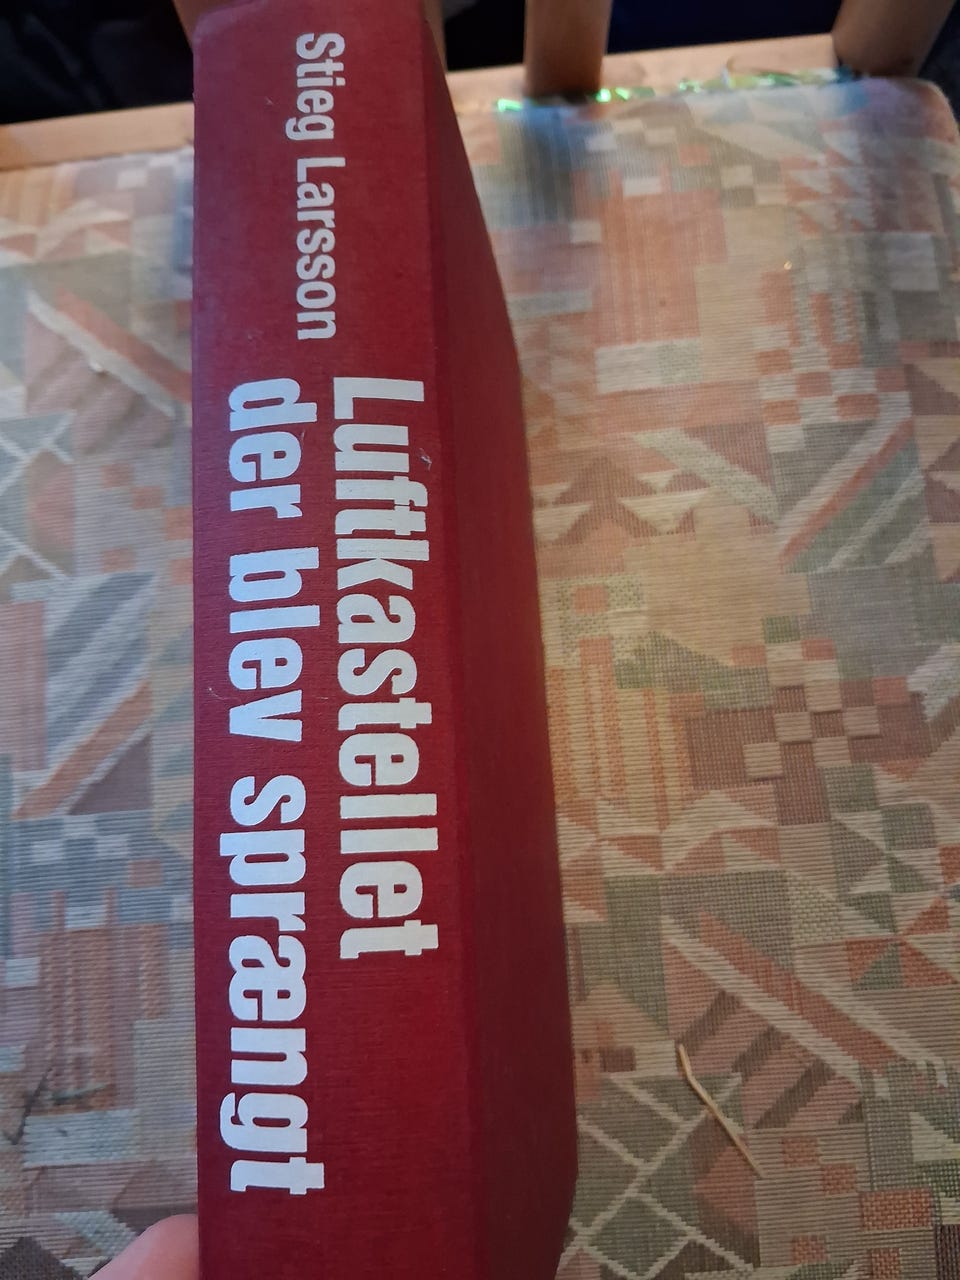 Stieg Larsson
Luftkastellet
der blev sprængt